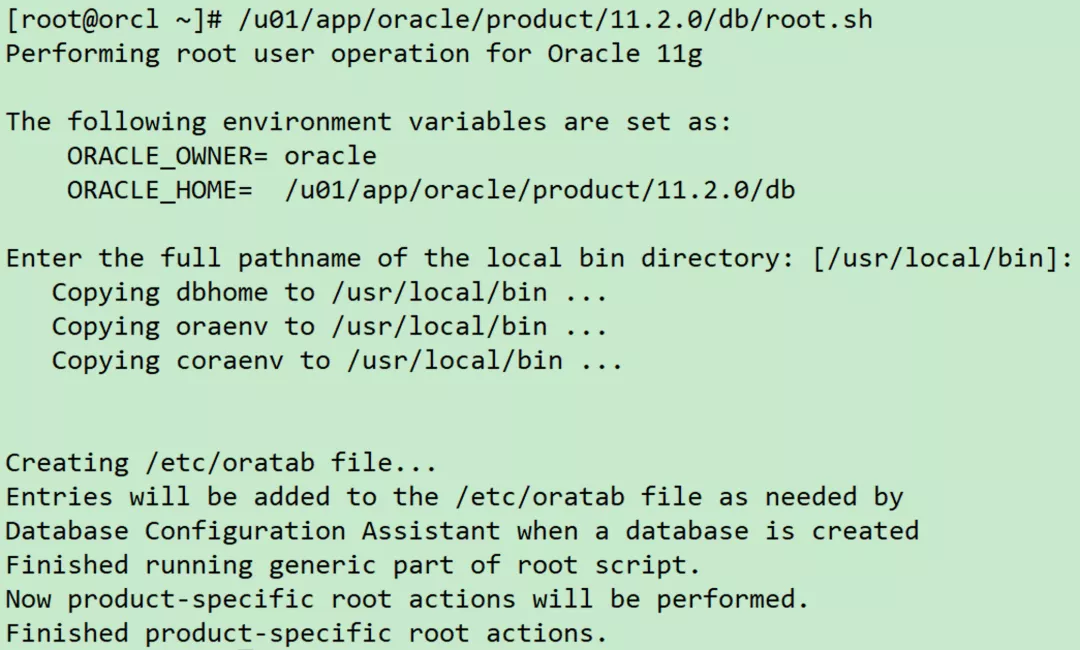 [root@orcl ~]# /u01/app/oracle/product/11.2.0/db/root.sh
Performing root user operation for Oracle 11g
The following environment variables are set as:
ORACLE_OWNER= oracle
ORACLE_HOME=  /u01/app/oracle/product/11.2.0/db
Enter the full pathname of the local bin directory: [/usr/local/bin]:
Copying dbhome to /usr/local/bin ...
Copying oraenv to /usr/local/bin ...
Copying coraenv to /usr/local/bin ...
Creating /etc/oratab file...
Entries will be added to the /etc/oratab file as needed by
Database Configuration Assistant when a database is created
Finished running generic part of root script.
Now product-specific root actions will be performed.
Finished product-specific root actions.